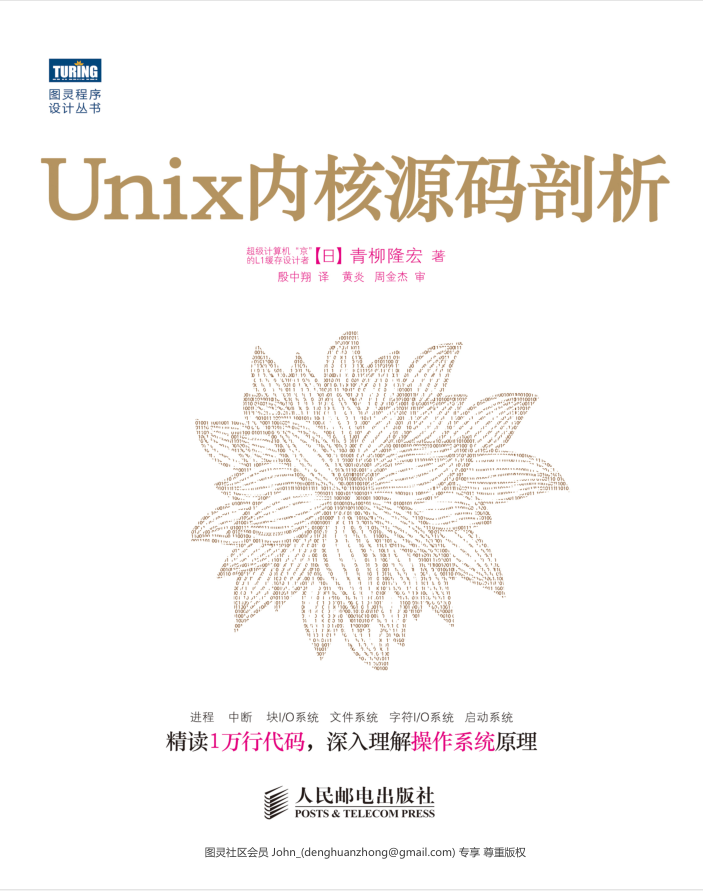 TURING
图灵程序
设计丛书
Unix内核源码剖析
超级计算机“京”
的L1缓存设计者
【日】青柳隆宏 著
殷中翔 译 黄炎 周金杰 审
进程 中断 块I/O系统 文件系统 字符I/O系统 启动系统
精读1万行代码，深入理解操作系统原理
人民邮电出版社
POSTS & TELECOM PRESS
图灵社区会员 John_(denghuanzhong@gmail.com) 专享 尊重版权